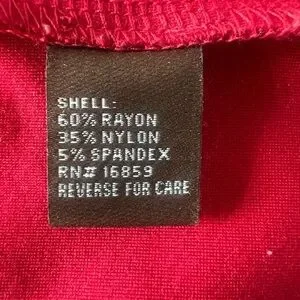 SHELL:
60% RAYON
35% NYLON
5% SPANDEX
RN# 16859
REVERSE FOR CARE